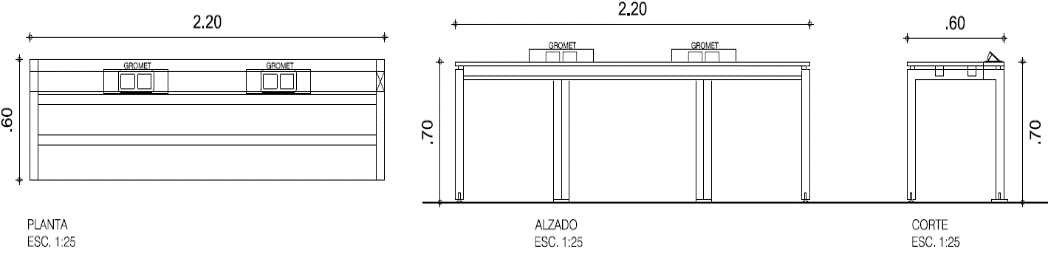 2.20
GROMET
GROMET
.60
PLANTA
ESC. 1:25
2.20
GROMET
GROMET
.70
ALZADO
ESC. 1:25
.60
.70
CORTE
ESC. 1:25